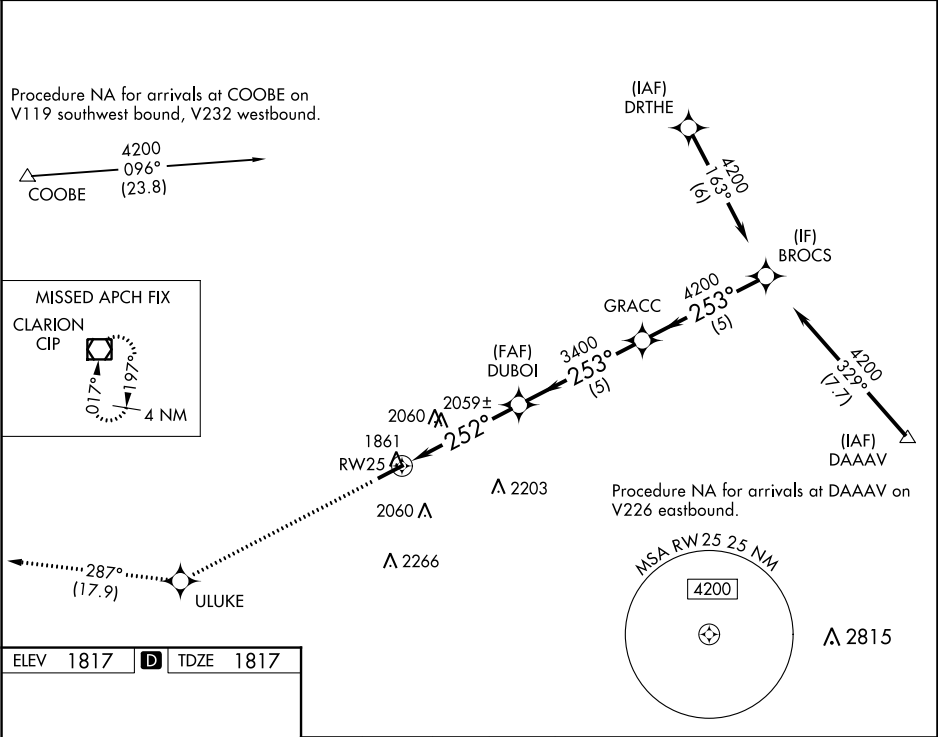 Procedure NA for arrivals at COOBE on
V119 southwest bound, V232 westbound.
4200
096°
(23.8)
COOBE
(IAF)
DRTHE
4200
163°
(6)
(IF)
BROCS
4200
253°
(5)
GRACC
3400
253°
(5)
(FAF)
DUBOI
252°
2060
2059±
1861
RW25
2060
2203
2266
MISSED APCH FIX
CLARION
CIP
017°
197°
4 NM
4200
329°
(7.7)
(IAF)
DAAAV
Procedure NA for arrivals at DAAAV on
V226 eastbound.
MSA RW25 25 NM
4200
2815
287°
(17.9)
ULUKE
ELEV 1817 D TDZE 1817